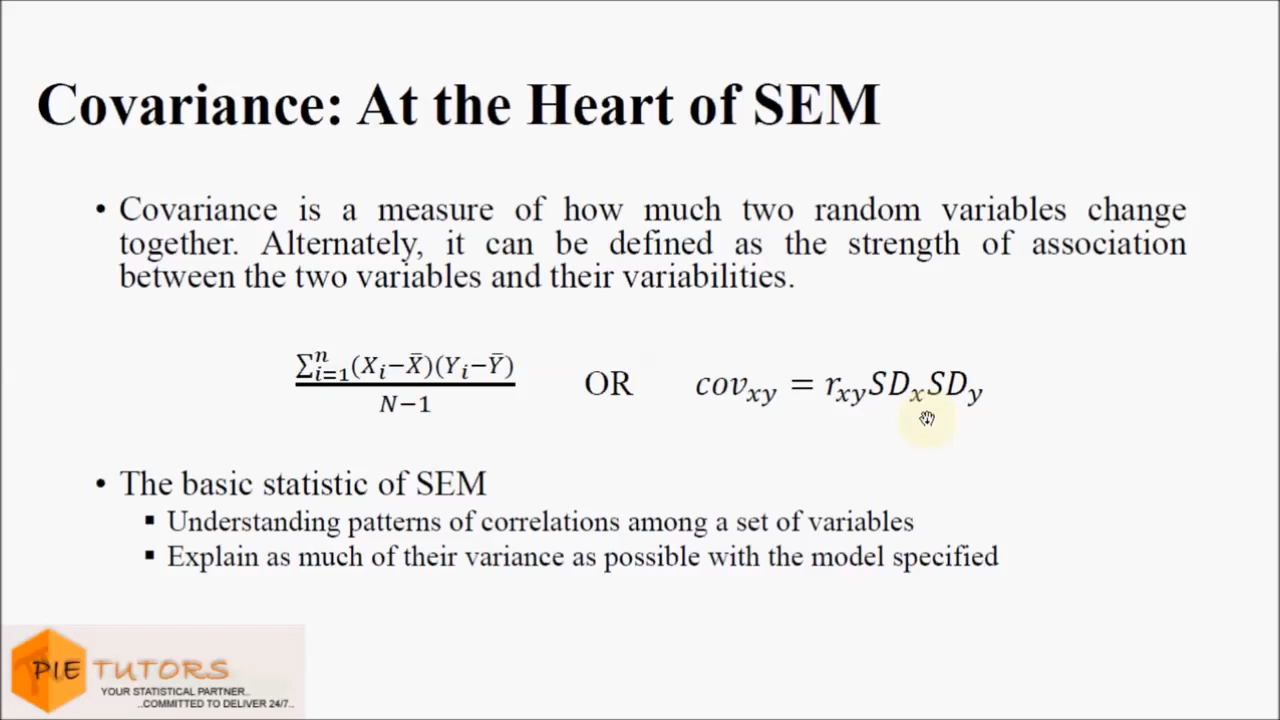 Covariance: At the Heart of SEM
• Covariance is a measure of how much two random variables change
together. Alternately, it can be defined as the strength of association
between the two variables and their variabilities.
∑ⁿᵢ₌₁(Xᵢ−X̄)(Yᵢ−Ȳ)
N−1
OR
cov_xy = r_xy SD_x SD_y
• The basic statistic of SEM
▪ Understanding patterns of correlations among a set of variables
▪ Explain as much of their variance as possible with the model specified
PIE TUTORS
YOUR STATISTICAL PARTNER..
..COMMITTED TO DELIVER 24/7..